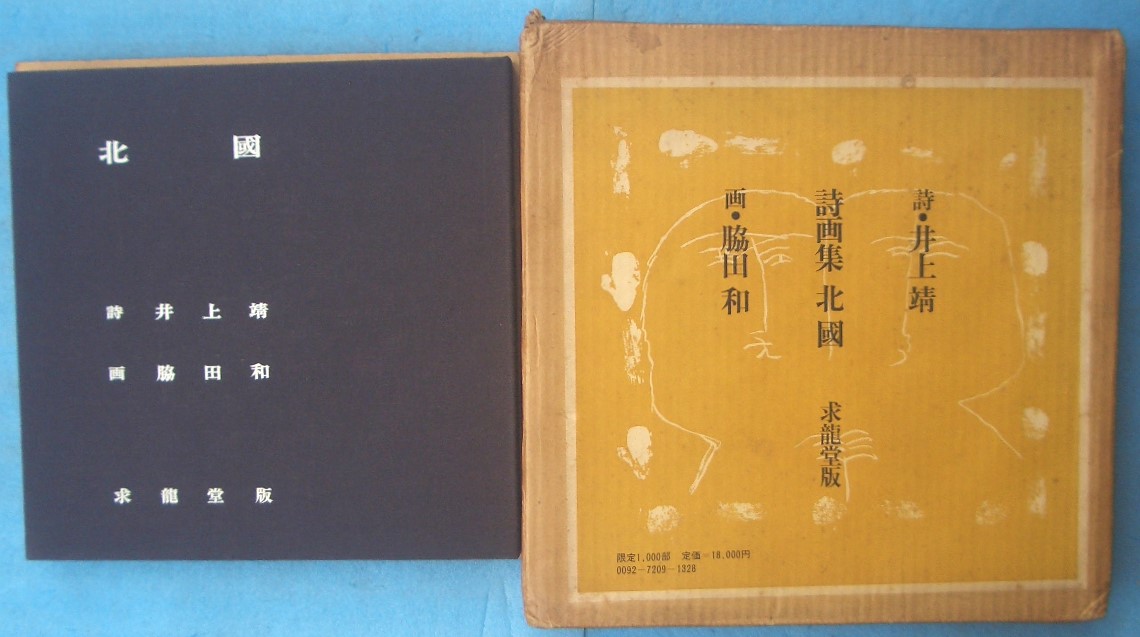 北國
詩 井上靖
画 脇田和
求龍堂版
詩・井上靖
詩画集 北國
求龍堂版
画・脇田和
限定1,000部 定価=18,000円
0092-7209-1328